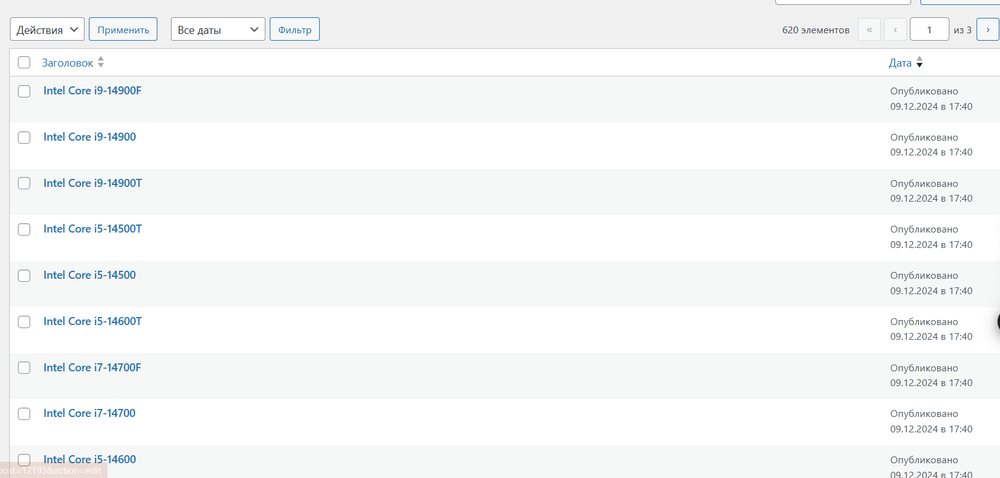 Действия Применить Все даты Фильтр 620 элементов « ‹ 1 из 3 ›
Заголовок Дата
Intel Core i9-14900F Опубликовано
09.12.2024 в 17:40
Intel Core i9-14900 Опубликовано
09.12.2024 в 17:40
Intel Core i9-14900T Опубликовано
09.12.2024 в 17:40
Intel Core i5-14500T Опубликовано
09.12.2024 в 17:40
Intel Core i5-14500 Опубликовано
09.12.2024 в 17:40
Intel Core i5-14600T Опубликовано
09.12.2024 в 17:40
Intel Core i7-14700F Опубликовано
09.12.2024 в 17:40
Intel Core i7-14700 Опубликовано
09.12.2024 в 17:40
Intel Core i5-14600 Опубликовано
post=12193&action=edit 09.12.2024 в 17:40